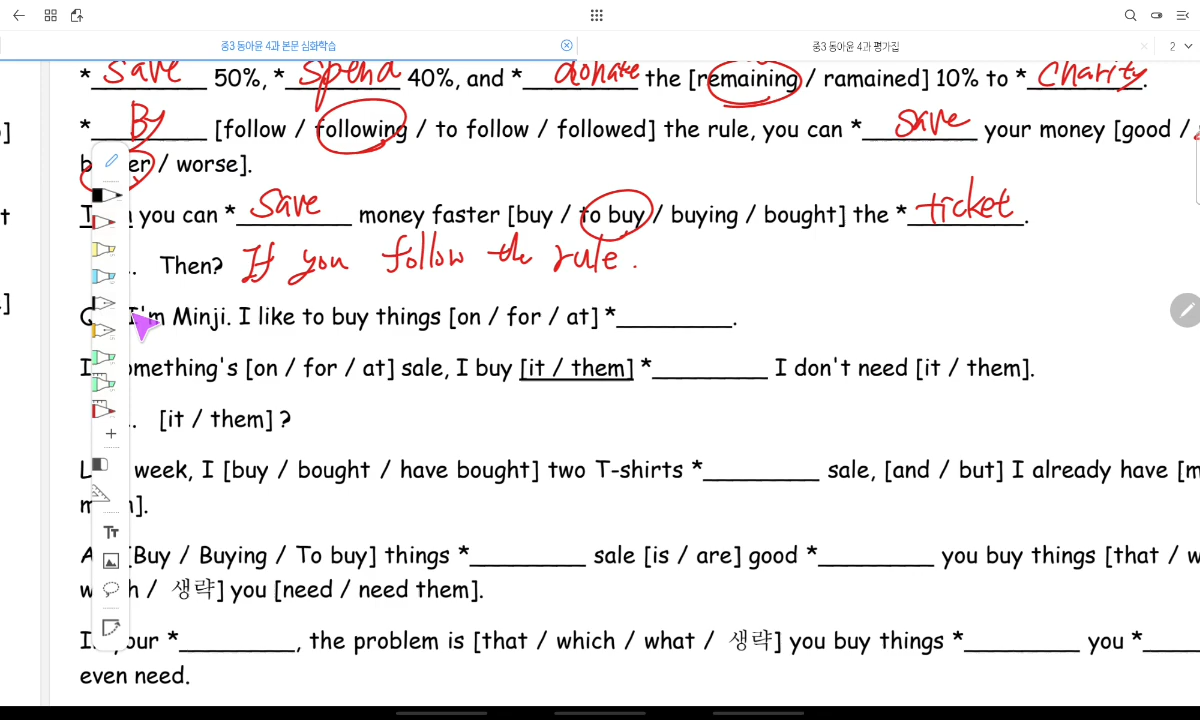 중3 동아윤 4과 본문 심화학습
중3 동아윤 4과 평가집
2
* save 50%, * spend 40%, and * donate the [remaining / ramained] 10% to * charity.
* By [follow / following / to follow / followed] the rule, you can * save your money [good /
/ worse].
you can * save money faster [buy / to buy / buying / bought] the * ticket.
Then? If you follow the rule.
I'm Minji. I like to buy things [on / for / at] *________.
something's [on / for / at] sale, I buy [it / them] *________ I don't need [it / them].
[it / them] ?
week, I [buy / bought / have bought] two T-shirts *________ sale, [and / but] I already have
[Buy / Buying / To buy] things *________ sale [is / are] good *________ you buy things [that /
/ 생략] you [need / need them].
*________, the problem is [that / which / what / 생략] you buy things *________ you *____
even need.